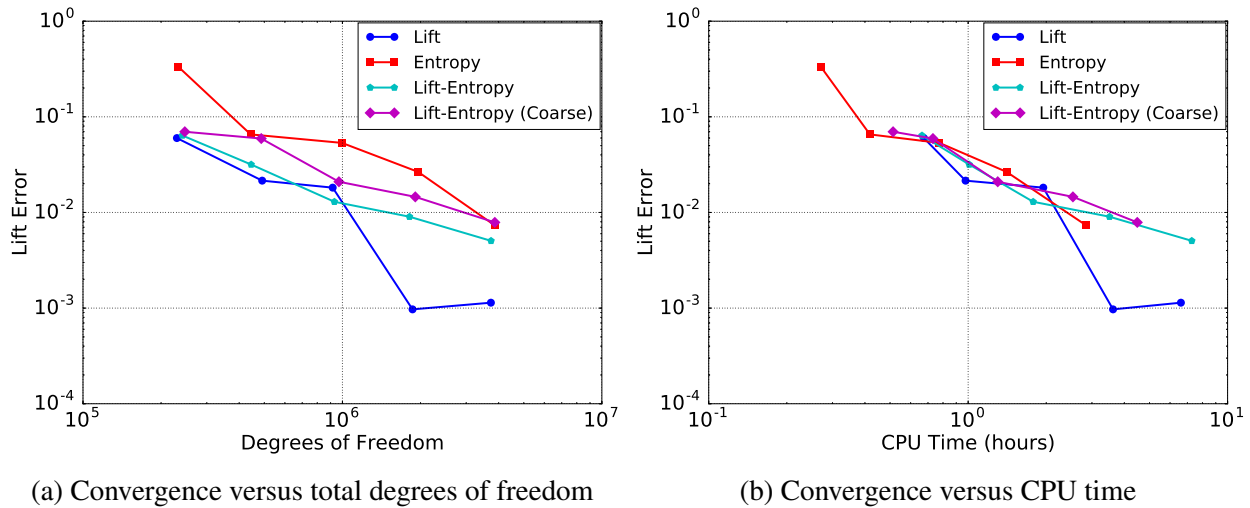 10^0
10^-1
10^-2
10^-3
10^-4
10^5
10^6
10^7
Lift Error
Degrees of Freedom
Lift
Entropy
Lift-Entropy
Lift-Entropy (Coarse)
(a) Convergence versus total degrees of freedom
10^0
10^-1
10^-2
10^-3
10^-4
10^-1
10^0
10^1
Lift Error
CPU Time (hours)
Lift
Entropy
Lift-Entropy
Lift-Entropy (Coarse)
(b) Convergence versus CPU time